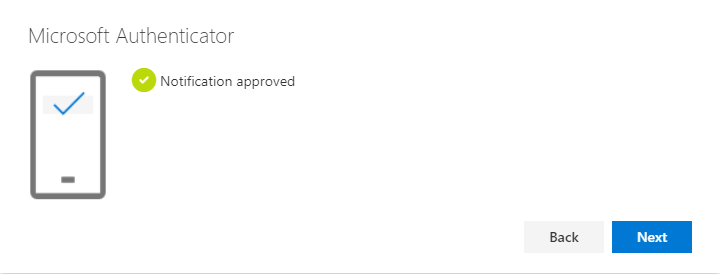 Microsoft Authenticator
Notification approved
Back
Next